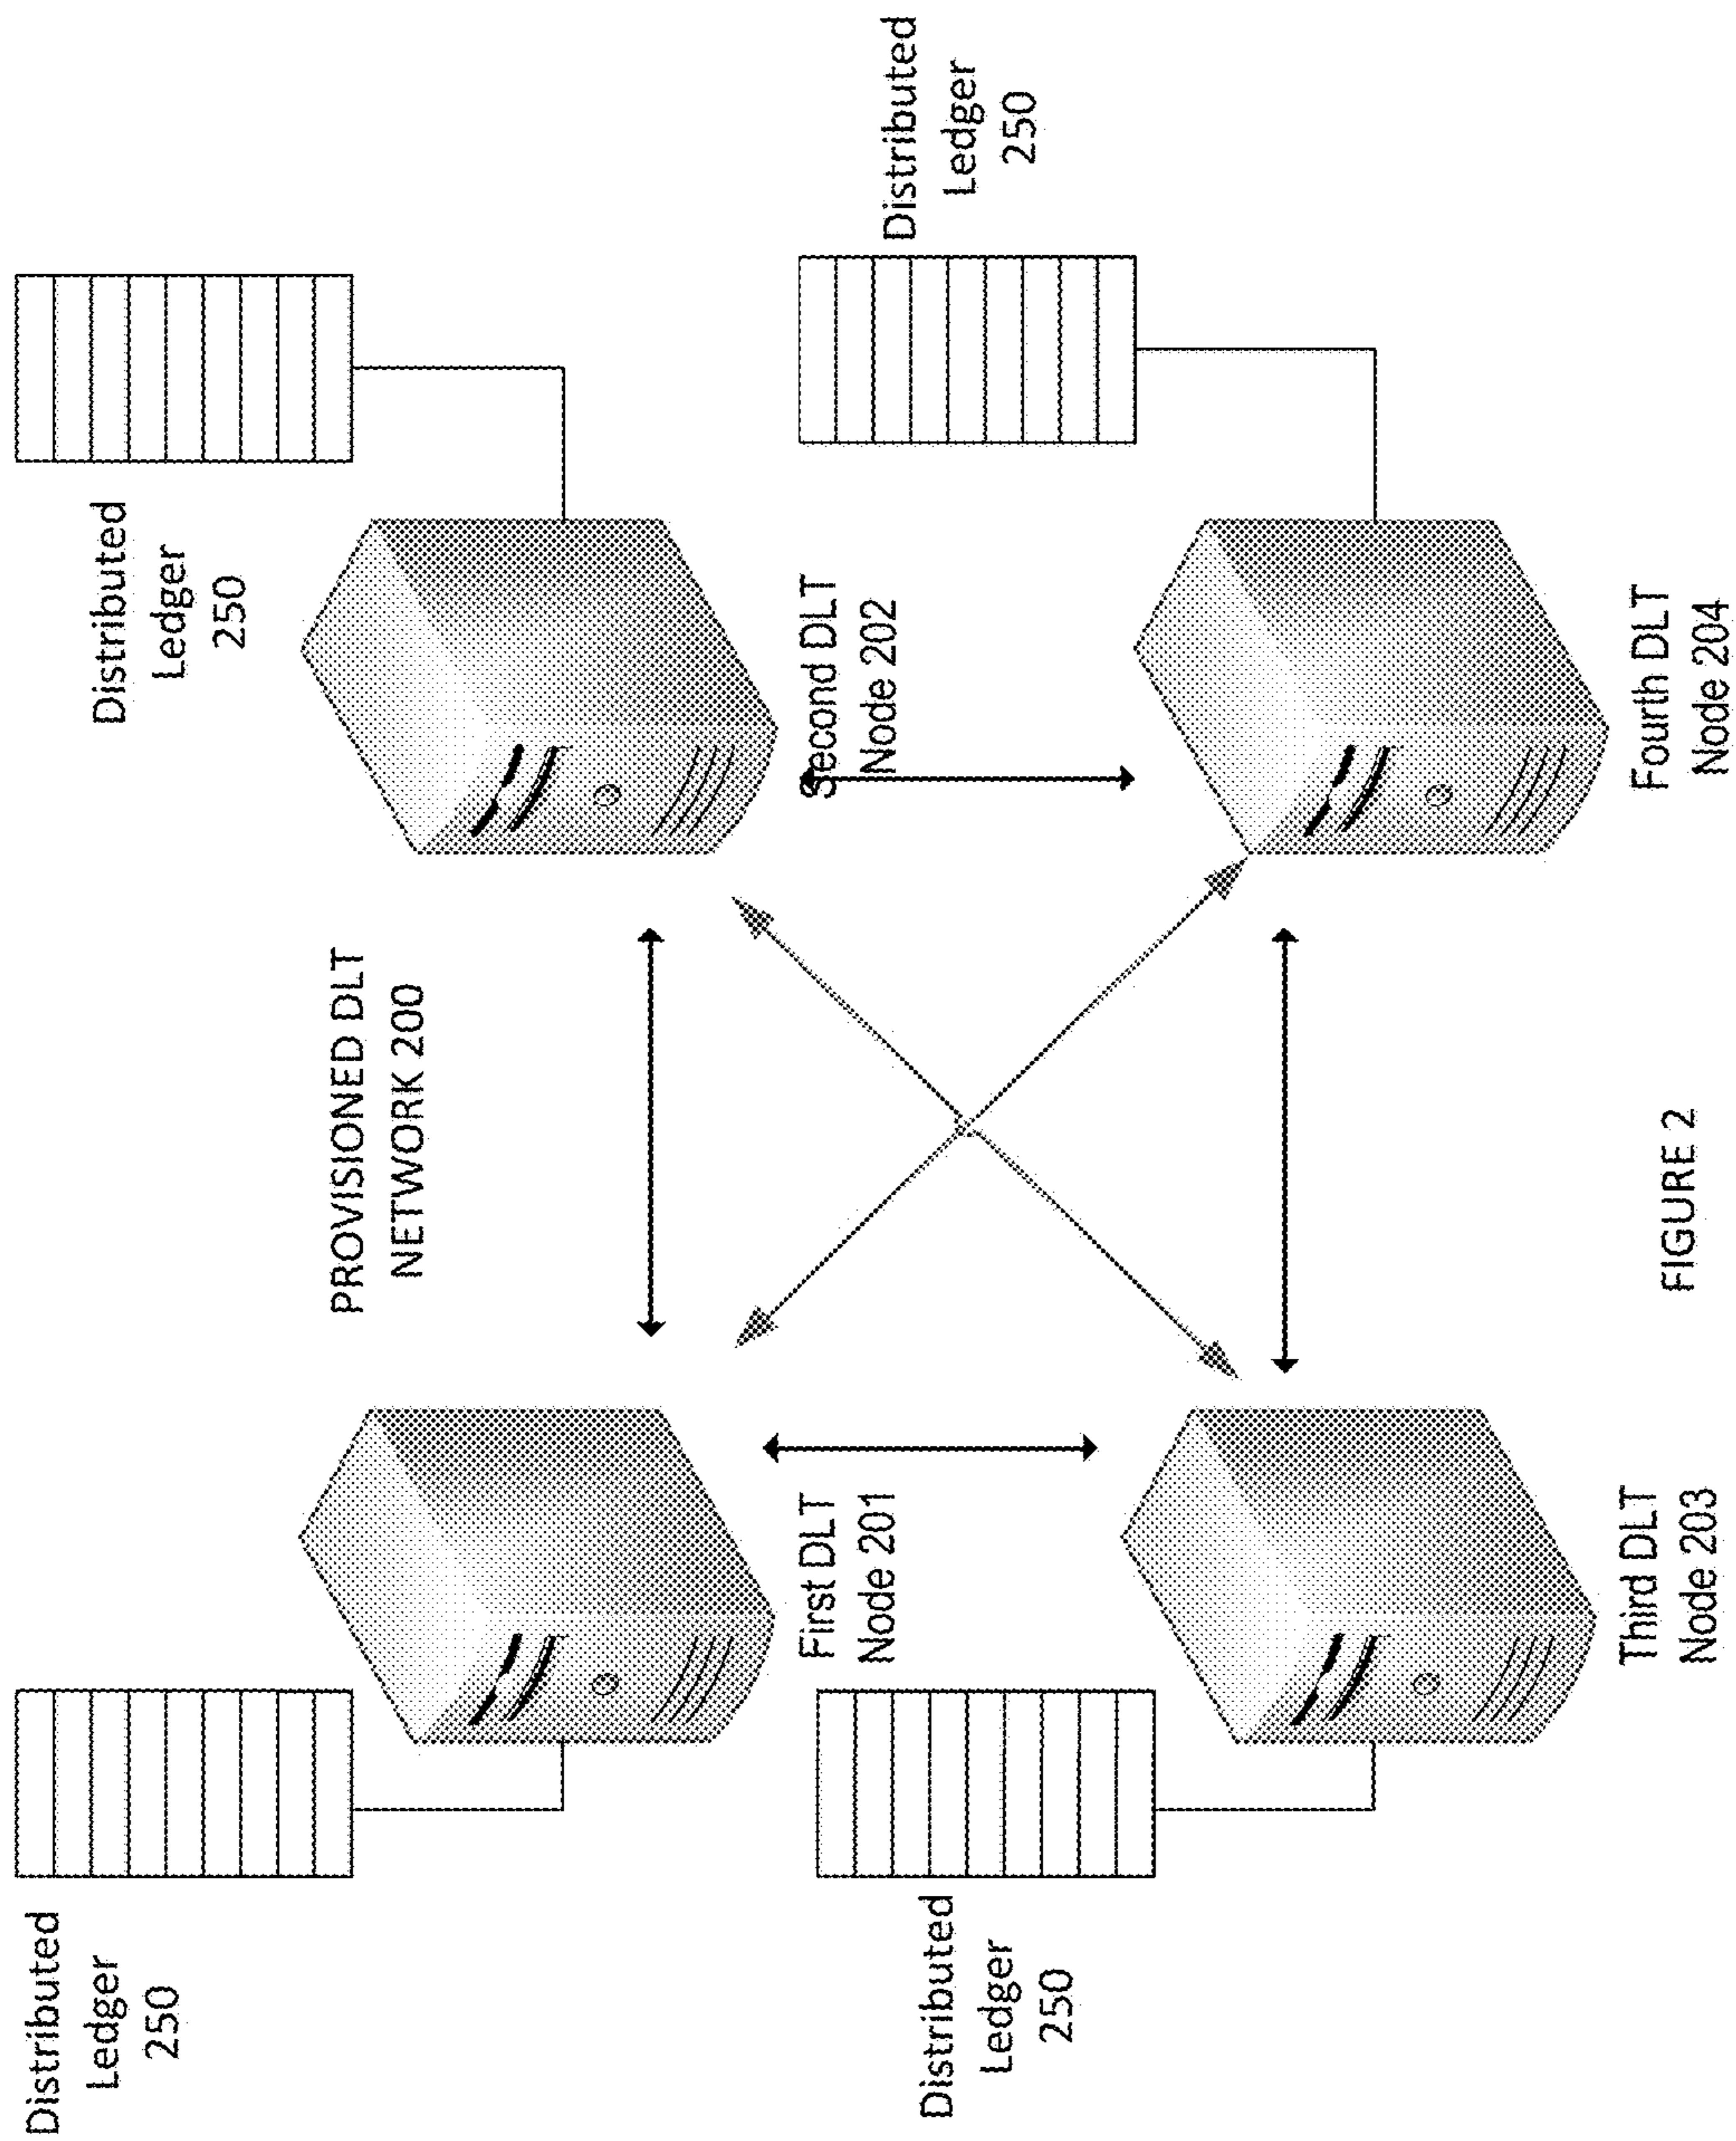 Distributed
Ledger
250
Distributed
Ledger
250
PROVISIONED DLT
NETWORK 200
First DLT
Node 201
Second DLT
Node 202
Distributed
Ledger
250
Distributed
Ledger
250
Third DLT
Node 203
Fourth DLT
Node 204
FIGURE 2